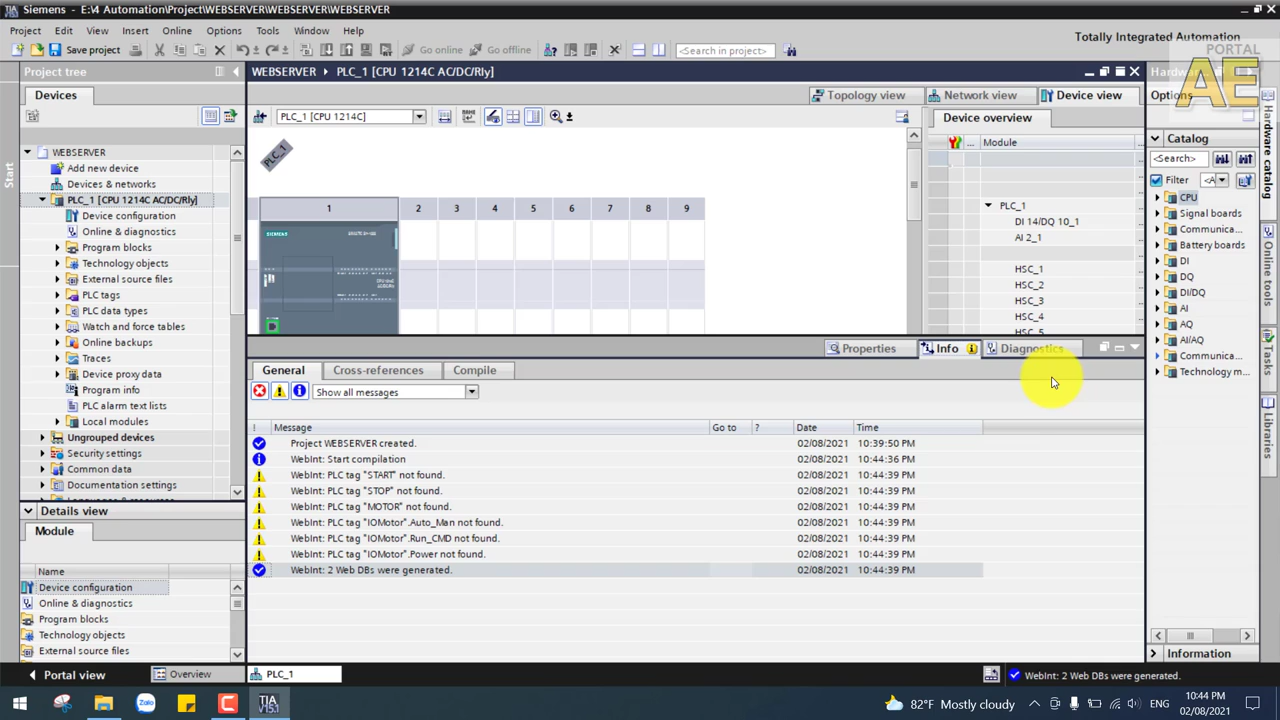 Siemens - E:\4 Automation\Project\WEBSERVER\WEBSERVER\WEBSERVER
Project Edit View Insert Online Options Tools Window Help
Totally Integrated Automation
PORTAL
AE
Save project
Go online
Go offline
<Search in project>
Project tree
WEBSERVER PLC_1 [CPU 1214C AC/DC/Rly]
Hardw...
Devices
Topology view
Network view
Device view
Options
PLC_1 [CPU 1214C]
Device overview
Catalog
Start
PLC_1
... Module ...
<Search>
Filter <A
WEBSERVER
Add new device
Devices & networks
PLC_1 [CPU 1214C AC/DC/Rly]
Device configuration
Online & diagnostics
Program blocks
Technology objects
External source files
PLC tags
PLC data types
Watch and force tables
Online backups
Traces
Device proxy data
Program info
PLC alarm text lists
Local modules
Ungrouped devices
Security settings
Common data
Documentation settings
1 2 3 4 5 6 7 8 9
SIEMENS
PLC_1
DI 14/DQ 10_1
AI 2_1
HSC_1
HSC_2
HSC_3
HSC_4
HSC_5
CPU
Signal boards
Communica...
Battery boards
DI
DQ
DI/DQ
AI
AQ
AI/AQ
Communica...
Technology m...
Hardware catalog
Online tools
Tasks
Libraries
Properties
Info
Diagnostics
General
Cross-references
Compile
Show all messages
! Message Go to ? Date Time
Project WEBSERVER created. 02/08/2021 10:39:50 PM
WebInt: Start compilation 02/08/2021 10:44:36 PM
WebInt: PLC tag "START" not found. 02/08/2021 10:44:39 PM
WebInt: PLC tag "STOP" not found. 02/08/2021 10:44:39 PM
WebInt: PLC tag "MOTOR" not found. 02/08/2021 10:44:39 PM
WebInt: PLC tag "IOMotor".Auto_Man not found. 02/08/2021 10:44:39 PM
WebInt: PLC tag "IOMotor".Run_CMD not found. 02/08/2021 10:44:39 PM
WebInt: PLC tag "IOMotor".Power not found. 02/08/2021 10:44:39 PM
WebInt: 2 Web DBs were generated. 02/08/2021 10:44:39 PM
Details view
Module
Name
Device configuration
Online & diagnostics
Program blocks
Technology objects
External source files
Information
Portal view
Overview
PLC_1
WebInt: 2 Web DBs were generated.
Zalo
TIA
V15.1
82°F Mostly cloudy
ENG
10:44 PM
02/08/2021